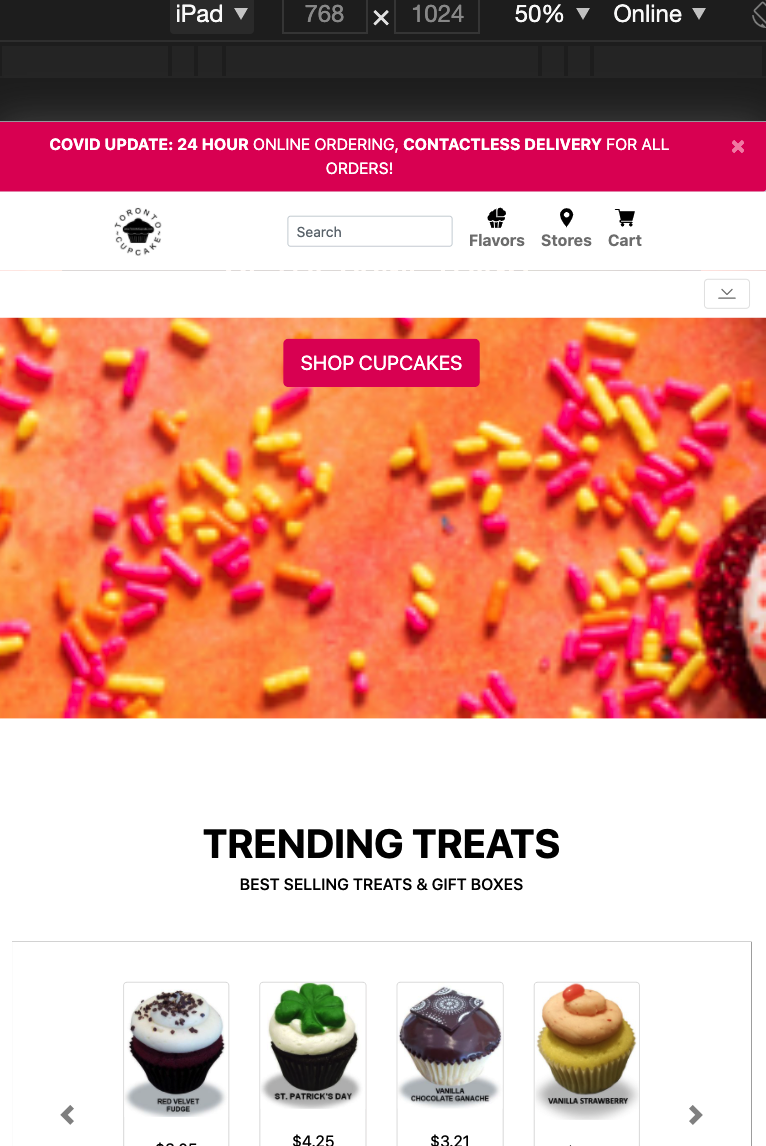 iPad ▼ 768 × 1024 50% ▼ Online ▼
COVID UPDATE: 24 HOUR ONLINE ORDERING, CONTACTLESS DELIVERY FOR ALL
ORDERS!
×
TORONTO
CUPCAKE
Search
Flavors Stores Cart
SHOP CUPCAKES
TRENDING TREATS
BEST SELLING TREATS & GIFT BOXES
RED VELVET
FUDGE
ST. PATRICK'S DAY
VANILLA
CHOCOLATE GANACHE
VANILLA STRAWBERRY
$4.25
$3.21